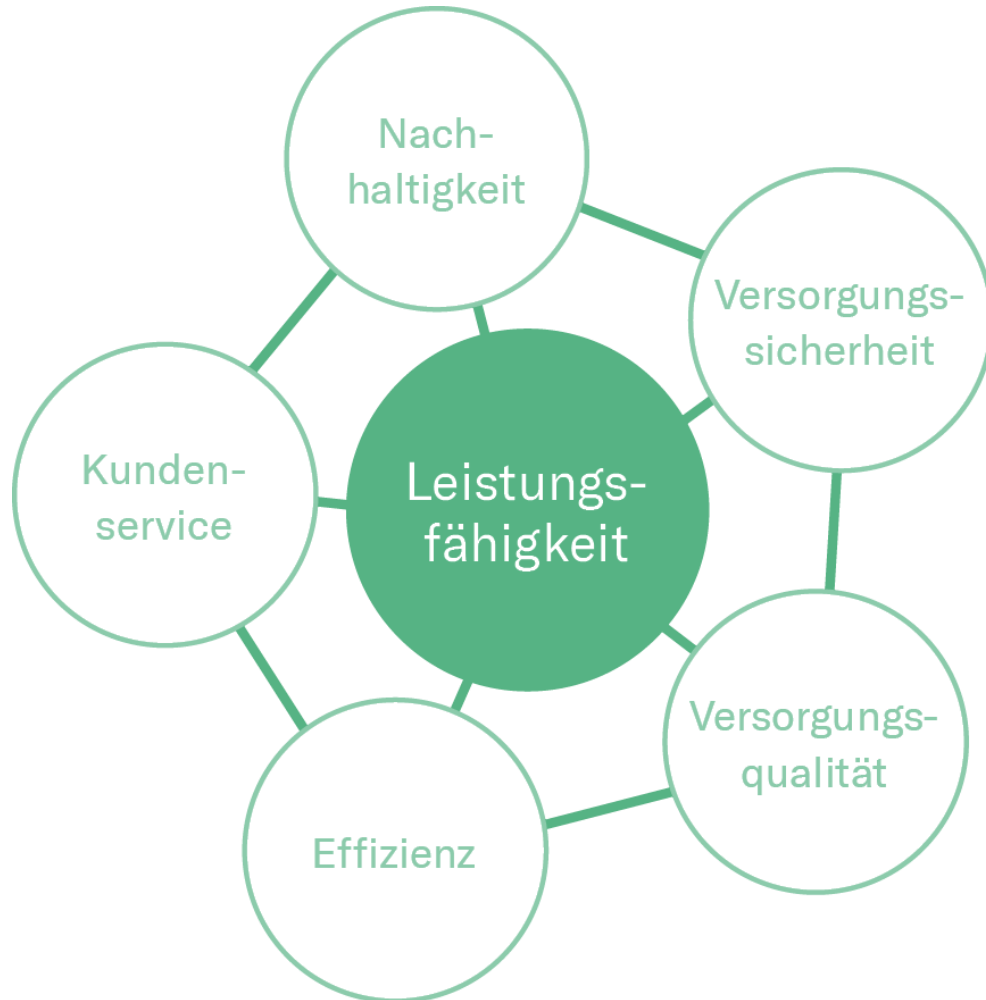 Nach-
haltigkeit
Versorgungs-
sicherheit
Kunden-
service
Leistungs-
fähigkeit
Versorgungs-
qualität
Effizienz